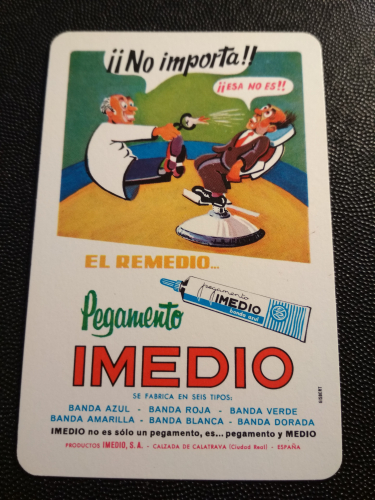 ¡¡No importa!!
¡¡ESA NO ES!!
EL REMEDIO...
pegamento
IMEDIO
banda azul
Pegamento
IMEDIO
GISBERT
SE FABRICA EN SEIS TIPOS:
BANDA AZUL - BANDA ROJA - BANDA VERDE
BANDA AMARILLA - BANDA BLANCA - BANDA DORADA
IMEDIO no es sólo un pegamento, es... pegamento y MEDIO
PRODUCTOS IMEDIO, S.A. - CALZADA DE CALATRAVA (Ciudad Real) - ESPAÑA